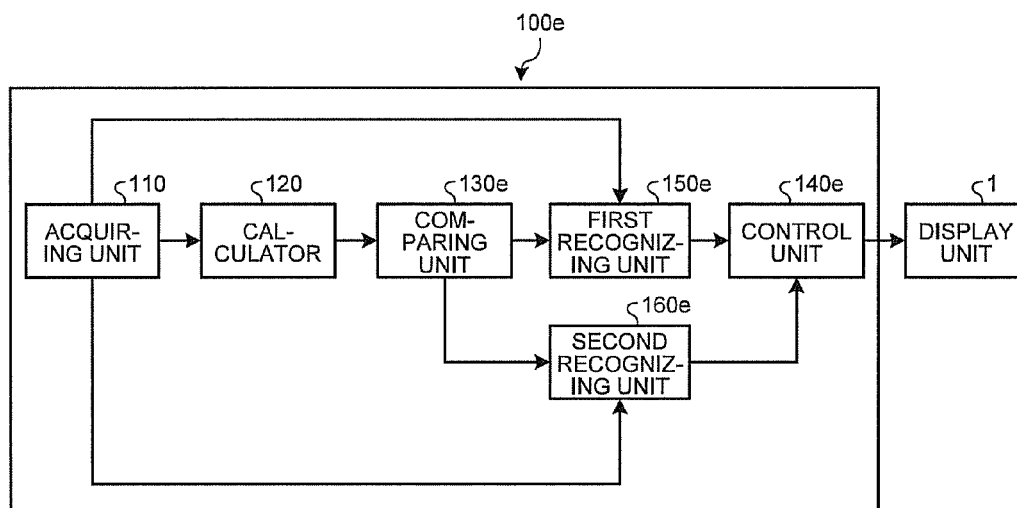 100e
110
ACQUIR-
ING UNIT
120
CAL-
CULATOR
130e
COM-
PARING
UNIT
150e
FIRST
RECOGNIZ-
ING UNIT
140e
CONTROL
UNIT
1
DISPLAY
UNIT
160e
SECOND
RECOGNIZ-
ING UNIT